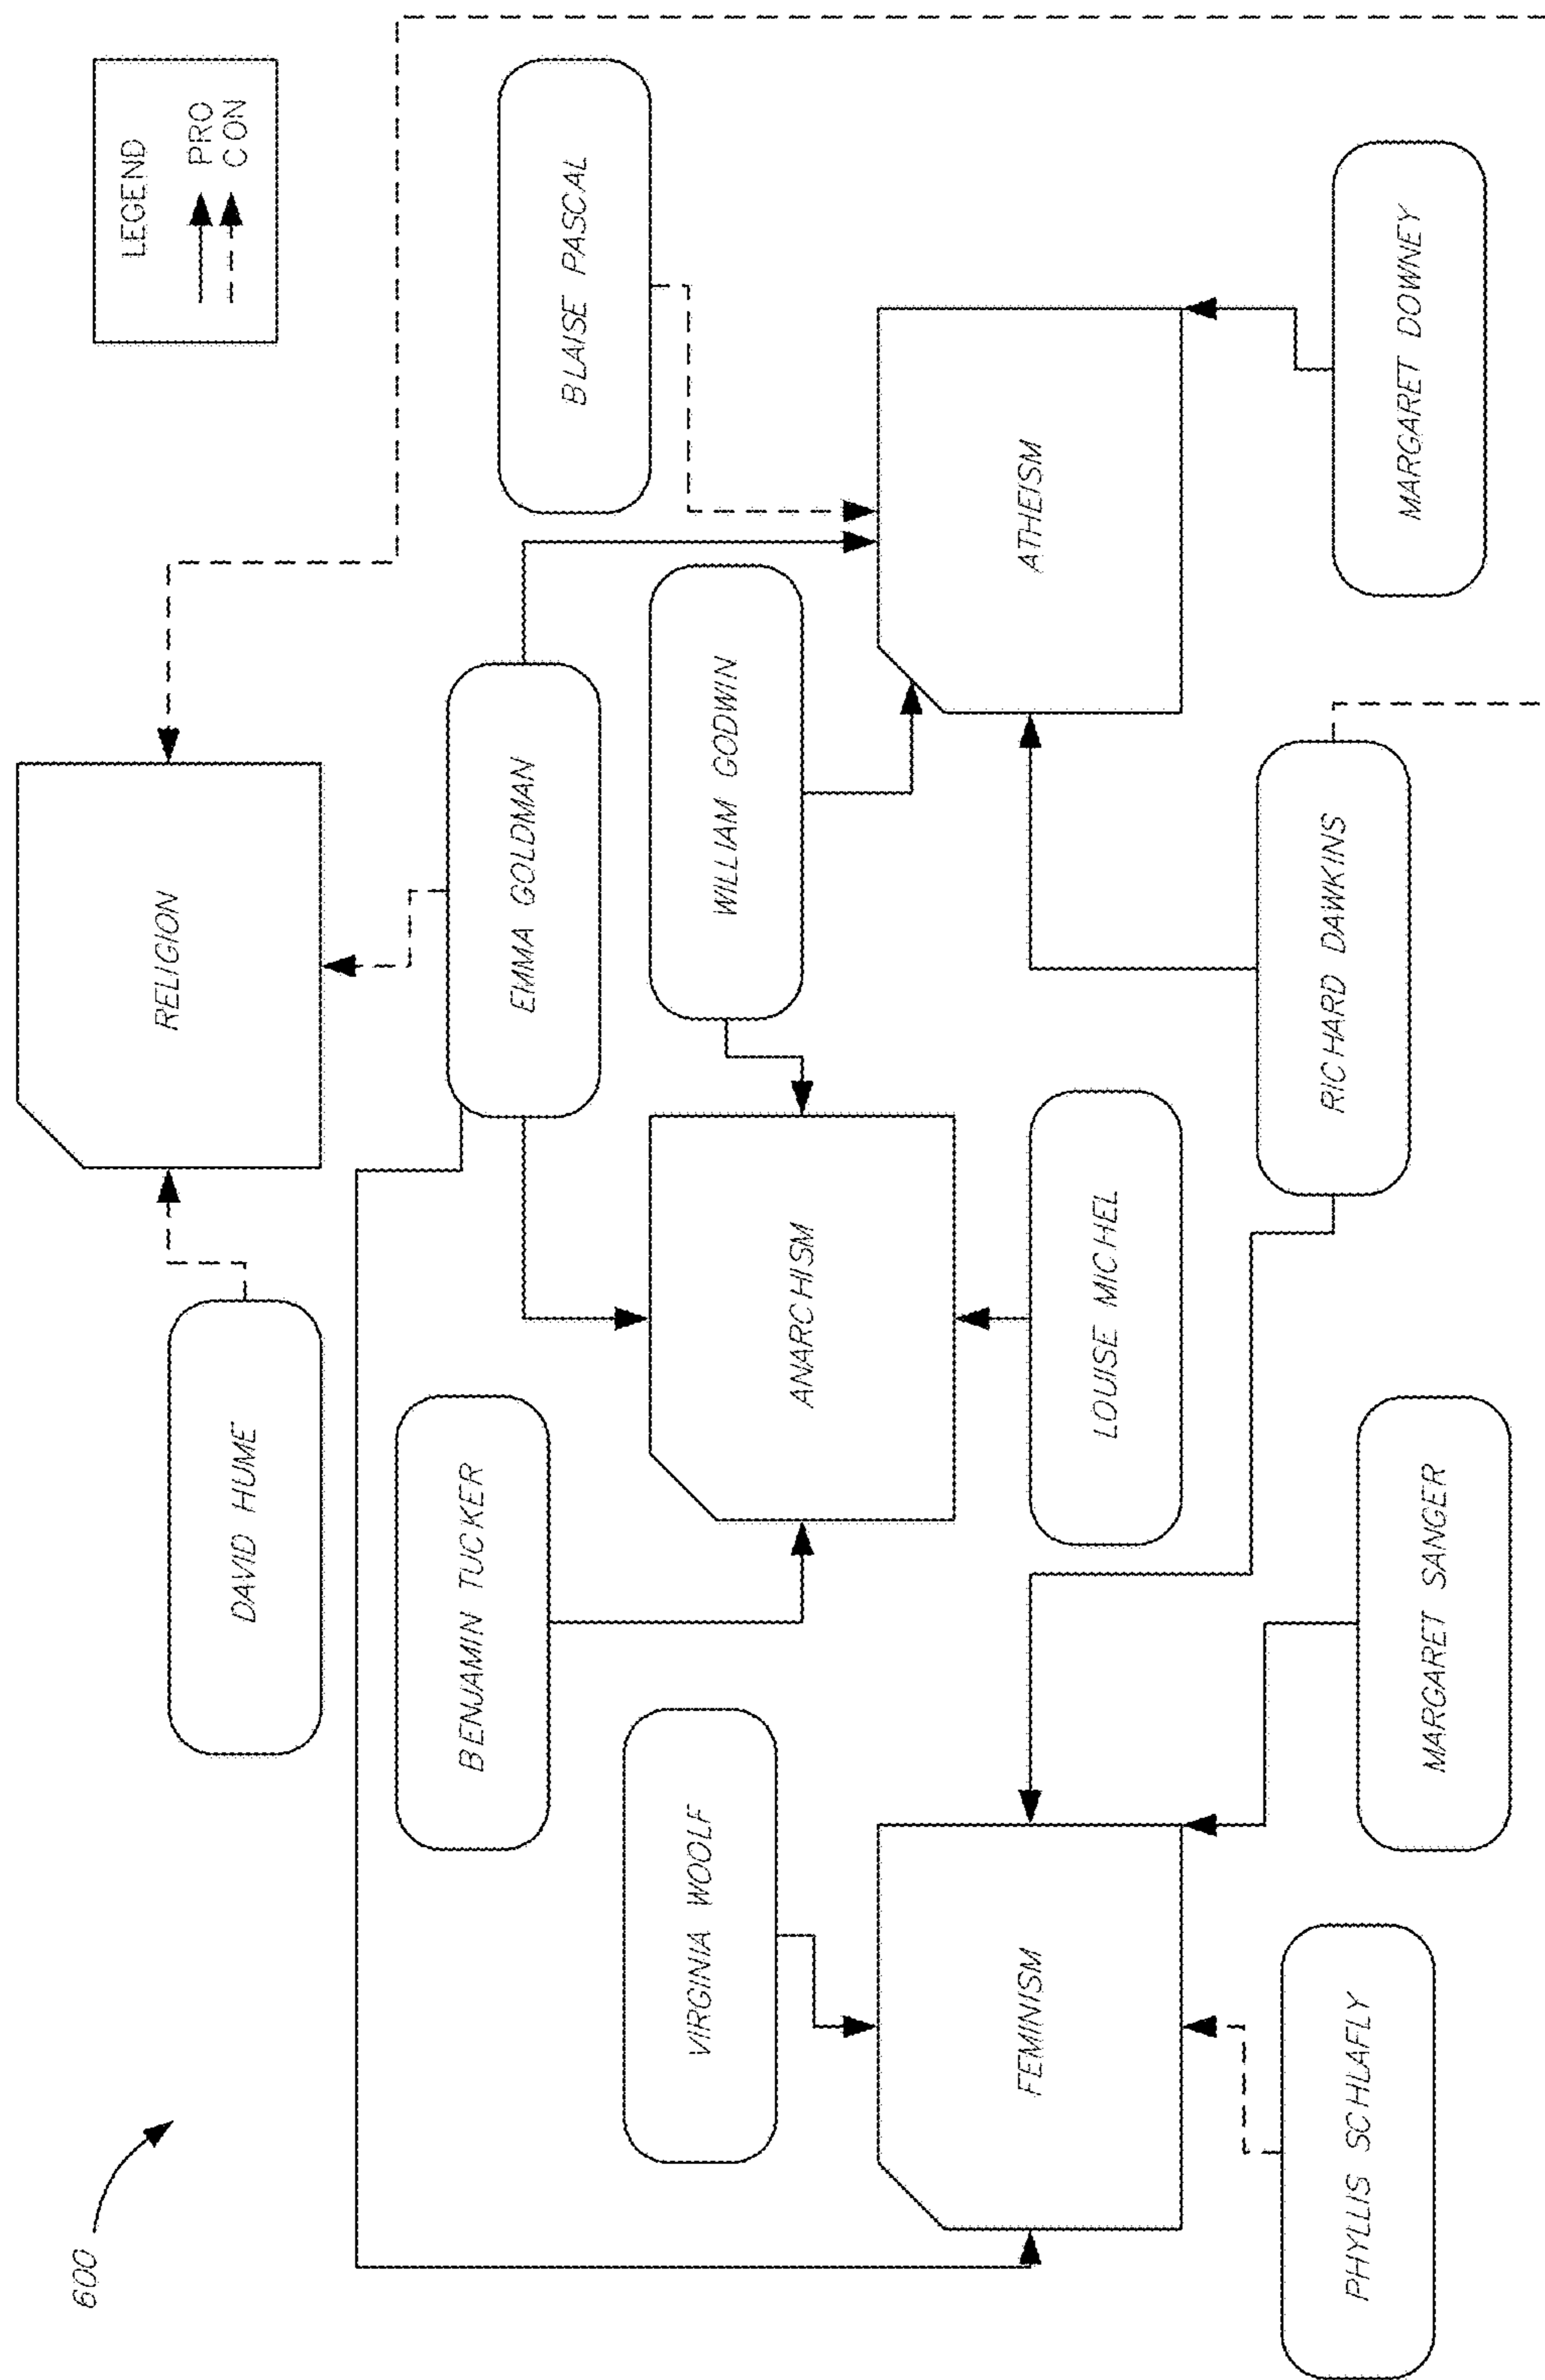 LEGEND
PRO
CON
RELIGION
DAVID HUME
EMMA GOLDMAN
BLAISE PASCAL
BENJAMIN TUCKER
WILLIAM GODWIN
VIRGINIA WOOLF
ANARCHISM
ATHEISM
FEMINISM
LOUISE MICHEL
RICHARD DAWKINS
MARGARET DOWNEY
MARGARET SANGER
PHYLLIS SCHLAFLY
600